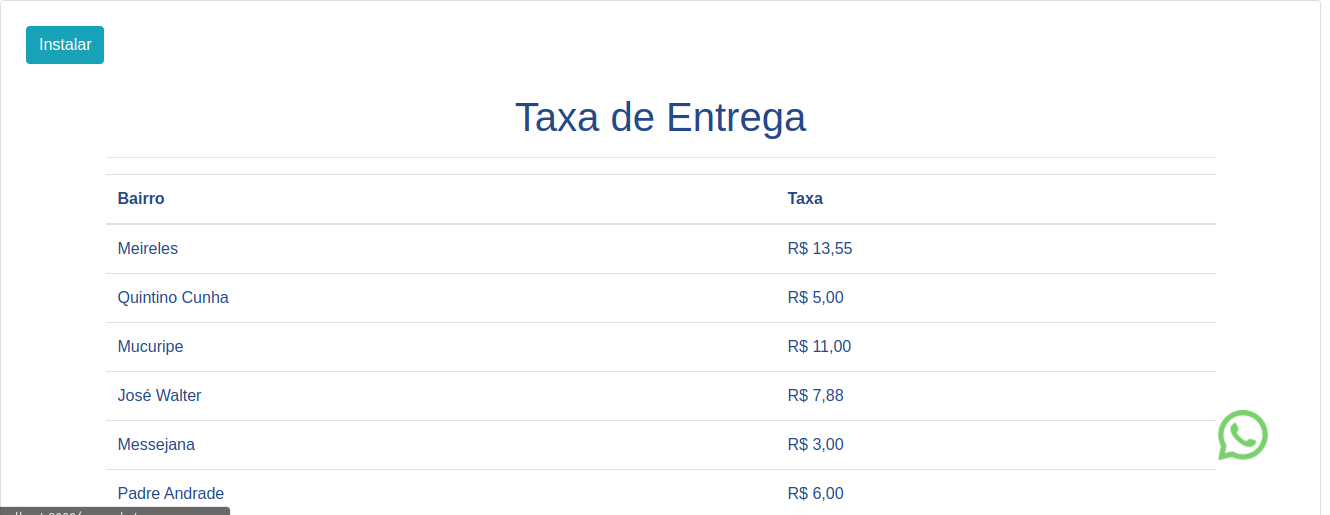 Instalar
Taxa de Entrega
Bairro Taxa
Meireles R$ 13,55
Quintino Cunha R$ 5,00
Mucuripe R$ 11,00
José Walter R$ 7,88
Messejana R$ 3,00
Padre Andrade R$ 6,00